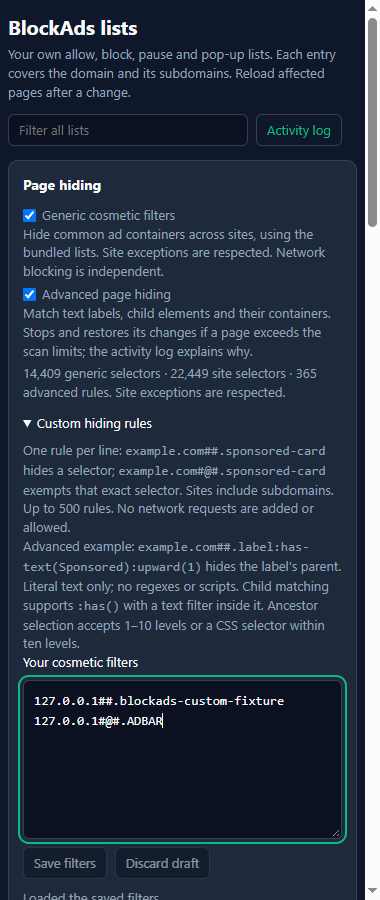 BlockAds lists
Your own allow, block, pause and pop-up lists. Each entry
covers the domain and its subdomains. Reload affected
pages after a change.
Filter all lists
Activity log
Page hiding
Generic cosmetic filters
Hide common ad containers across sites, using the
bundled lists. Site exceptions are respected. Network
blocking is independent.
Advanced page hiding
Match text labels, child elements and their containers.
Stops and restores its changes if a page exceeds the
scan limits; the activity log explains why.
14,409 generic selectors · 22,449 site selectors · 365
advanced rules. Site exceptions are respected.
▼ Custom hiding rules
One rule per line: example.com##.sponsored-card
hides a selector; example.com#@#.sponsored-card
exempts that exact selector. Sites include subdomains.
Up to 500 rules. No network requests are added or
allowed.
Advanced example: example.com##.label:has-
text(Sponsored):upward(1) hides the label's parent.
Literal text only; no regexes or scripts. Child matching
supports :has() with a text filter inside it. Ancestor
selection accepts 1–10 levels or a CSS selector within
ten levels.
Your cosmetic filters
127.0.0.1##.blockads-custom-fixture
127.0.0.1#@#.ADBAR
Save filters
Discard draft
Loaded the saved filters.